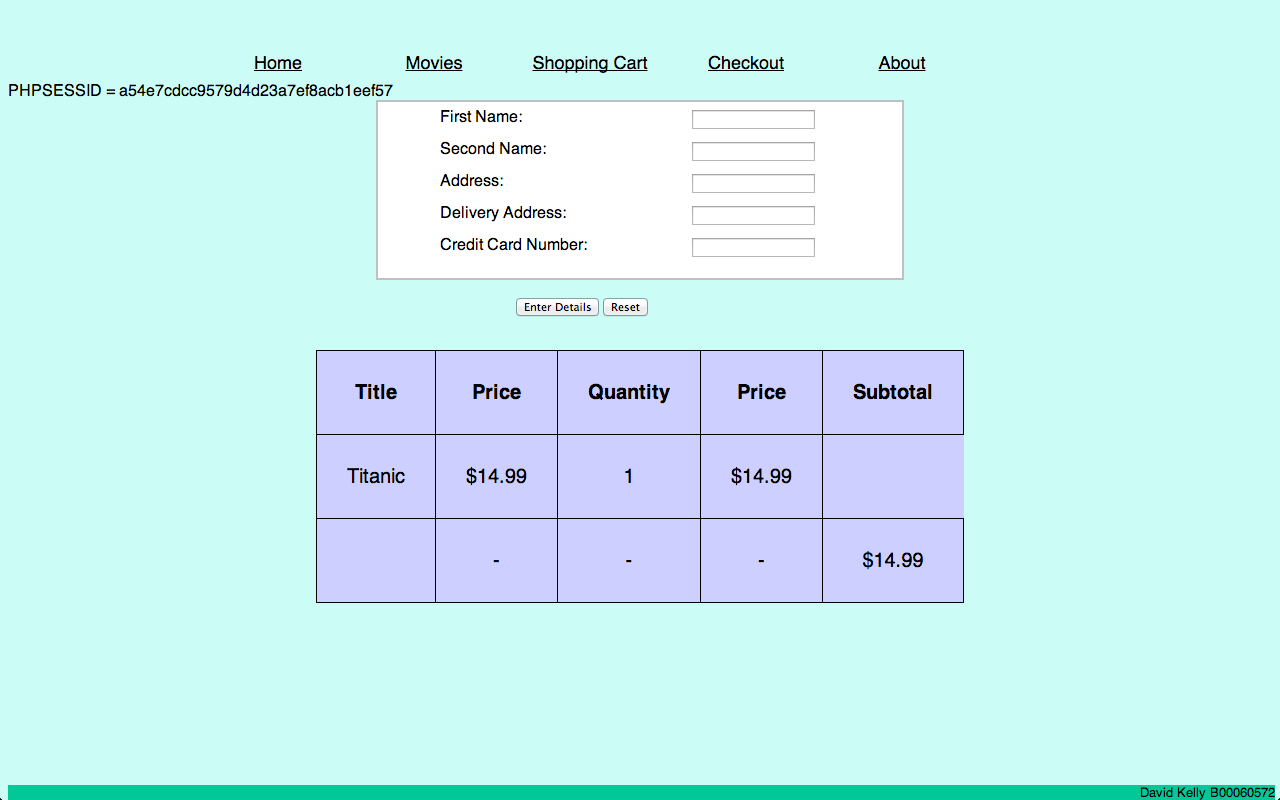 Home Movies Shopping Cart Checkout About
PHPSESSID = a54e7cdcc9579d4d23a7ef8acb1eef57
First Name:
Second Name:
Address:
Delivery Address:
Credit Card Number:
Enter Details Reset
Title Price Quantity Price Subtotal
Titanic $14.99 1 $14.99
- - - $14.99
David Kelly B00060572